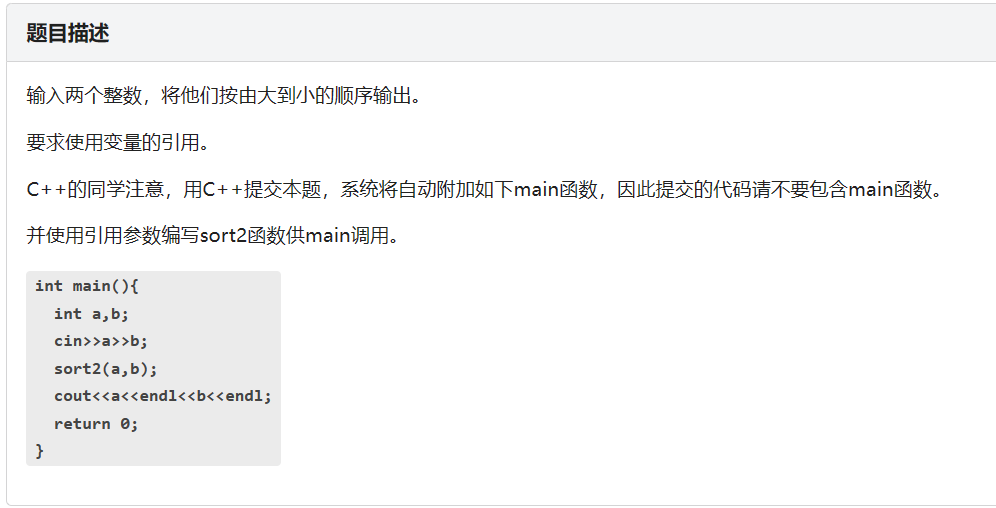 题目描述
输入两个整数，将他们按由大到小的顺序输出。
要求使用变量的引用。
C++的同学注意，用C++提交本题，系统将自动附加如下main函数，因此提交的代码请不要包含main函数。
并使用引用参数编写sort2函数供main调用。
int main(){
  int a,b;
  cin>>a>>b;
  sort2(a,b);
  cout<<a<<endl<<b<<endl;
  return 0;
}